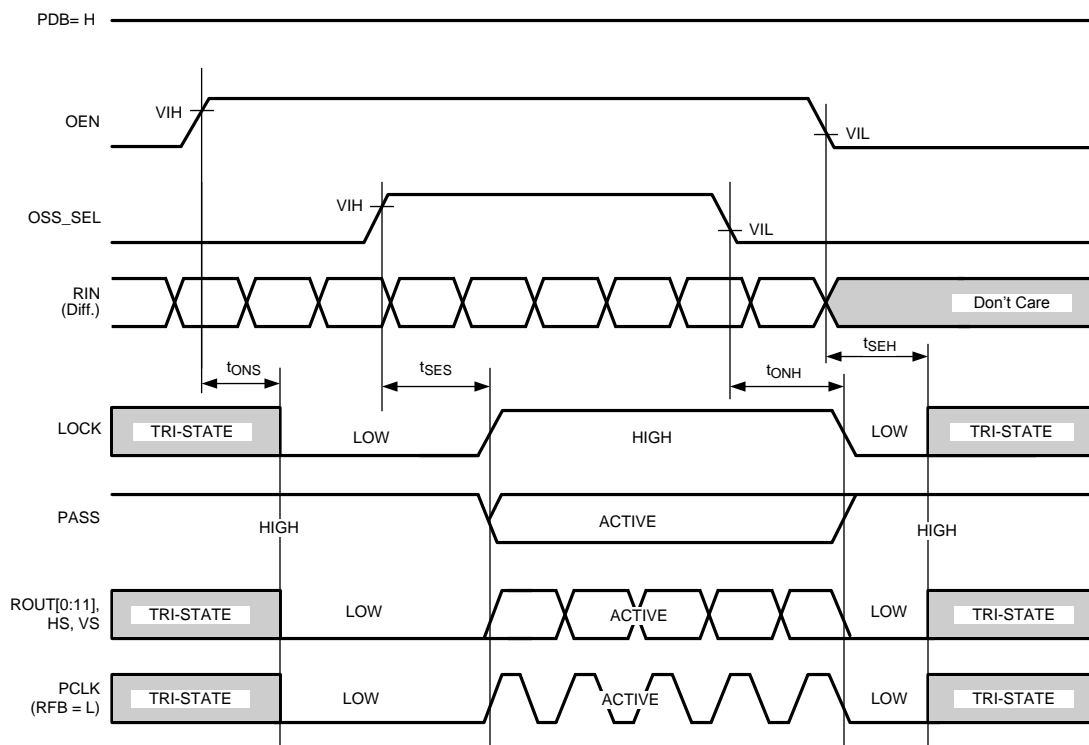 PDB= H
VIH
OEN
VIL
VIH
OSS_SEL
VIL
RIN
(Diff.)
Don't Care
tONS
tSES
tONH
tSEH
LOCK
TRI-STATE
LOW
HIGH
LOW
TRI-STATE
PASS
HIGH
ACTIVE
HIGH
ROUT[0:11],
HS, VS
TRI-STATE
LOW
ACTIVE
LOW
TRI-STATE
PCLK
(RFB = L)
TRI-STATE
LOW
ACTIVE
LOW
TRI-STATE